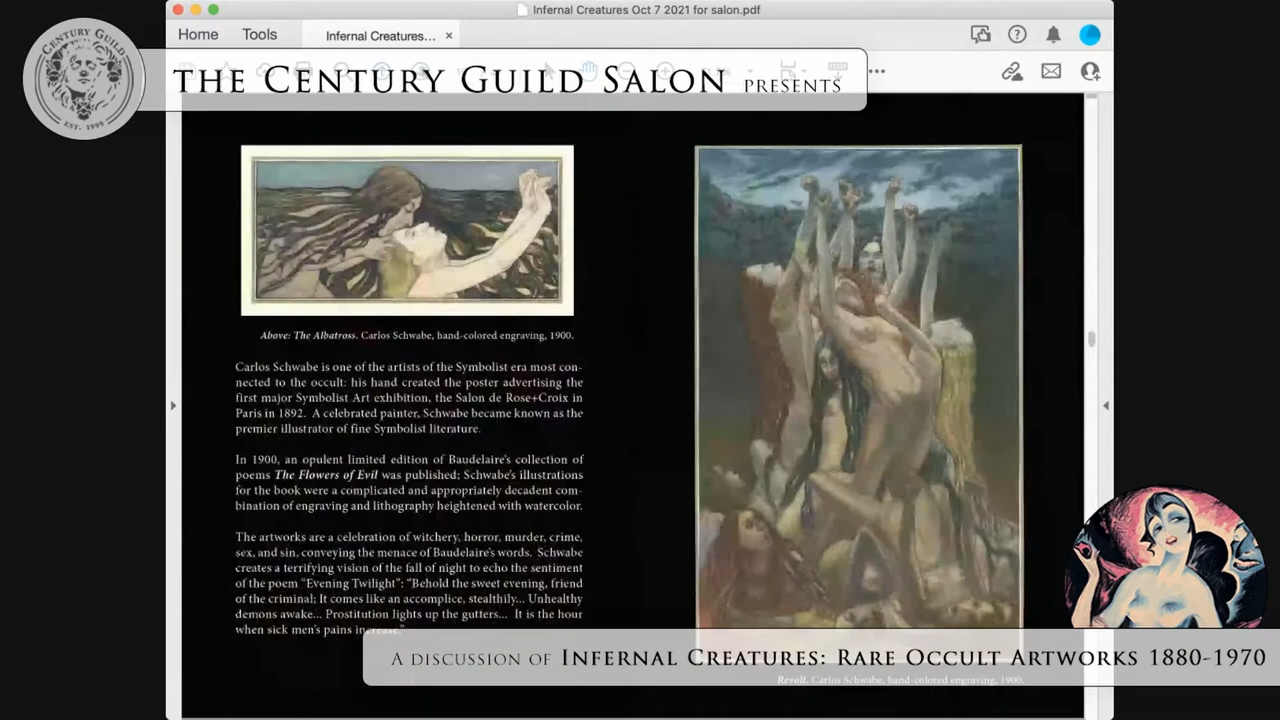 Infernal Creatures Oct 7 2021 for salon.pdf
Home Tools Infernal Creatures... ×
CENTURY GUILD
EST. 1999
THE CENTURY GUILD SALON PRESENTS
Above: The Albatross. Carlos Schwabe, hand-colored engraving, 1900.
Carlos Schwabe is one of the artists of the Symbolist era most con-
nected to the occult: his hand created the poster advertising the
first major Symbolist Art exhibition, the Salon de Rose+Croix in
Paris in 1892. A celebrated painter, Schwabe became known as the
premier illustrator of fine Symbolist literature.
In 1900, an opulent limited edition of Baudelaire's collection of
poems The Flowers of Evil was published; Schwabe's illustrations
for the book were a complicated and appropriately decadent com-
bination of engraving and lithography heightened with watercolor.
The artworks are a celebration of witchery, horror, murder, crime,
sex, and sin, conveying the menace of Baudelaire's words. Schwabe
creates a terrifying vision of the fall of night to echo the sentiment
of the poem "Evening Twilight": "Behold the sweet evening, friend
of the criminal; It comes like an accomplice, stealthily... Unhealthy
demons awake... Prostitution lights up the gutters... It is the hour
when sick men's pains increase."
A DISCUSSION OF INFERNAL CREATURES: RARE OCCULT ARTWORKS 1880-1970
Revolt. Carlos Schwabe, hand-colored engraving, 1900.